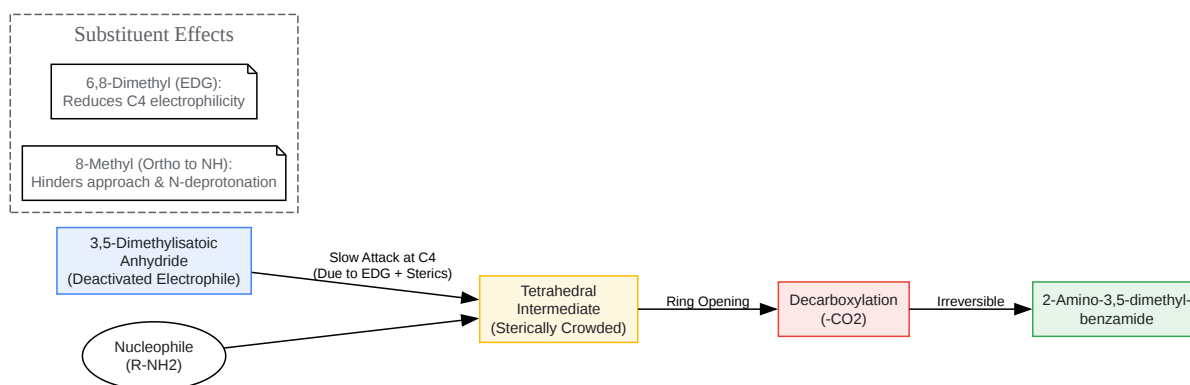 Substituent Effects
6,8-Dimethyl (EDG):
Reduces C4 electrophilicity
8-Methyl (Ortho to NH):
Hinders approach & N-deprotonation
3,5-Dimethylisatoic
Anhydride
(Deactivated Electrophile)
Slow Attack at C4
(Due to EDG + Sterics)
Nucleophile
(R-NH2)
Tetrahedral
Intermediate
(Sterically Crowded)
Ring Opening
Decarboxylation
(-CO2)
Irreversible
2-Amino-3,5-dimethyl-
benzamide